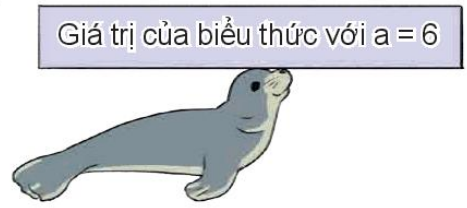 Giá trị của biểu thức với a = 6